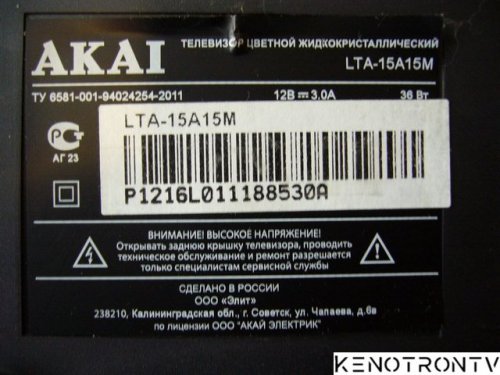 AKAI
ТЕЛЕВИЗОР ЦВЕТНОЙ ЖИДКОКРИСТАЛЛИЧЕСКИЙ
LTA-15A15M
ТУ 6581-001-94024254-2011
12В 3,0А
36 Вт
LTA-15A15M
АГ 23
P1216L011188530A
ВНИМАНИЕ! ВЫСОКОЕ НАПРЯЖЕНИЕ!
Открывать заднюю крышку телевизора, проводить
техническое обслуживание и ремонт разрешается
только специалистам сервисной службы
СДЕЛАНО В РОССИИ
ООО «Элит»
238210, Калининградская обл., г. Советск, ул. Чапаева, д.6в
по лицензии ООО "АКАЙ ЭЛЕКТРИК"
KENOTRONTV